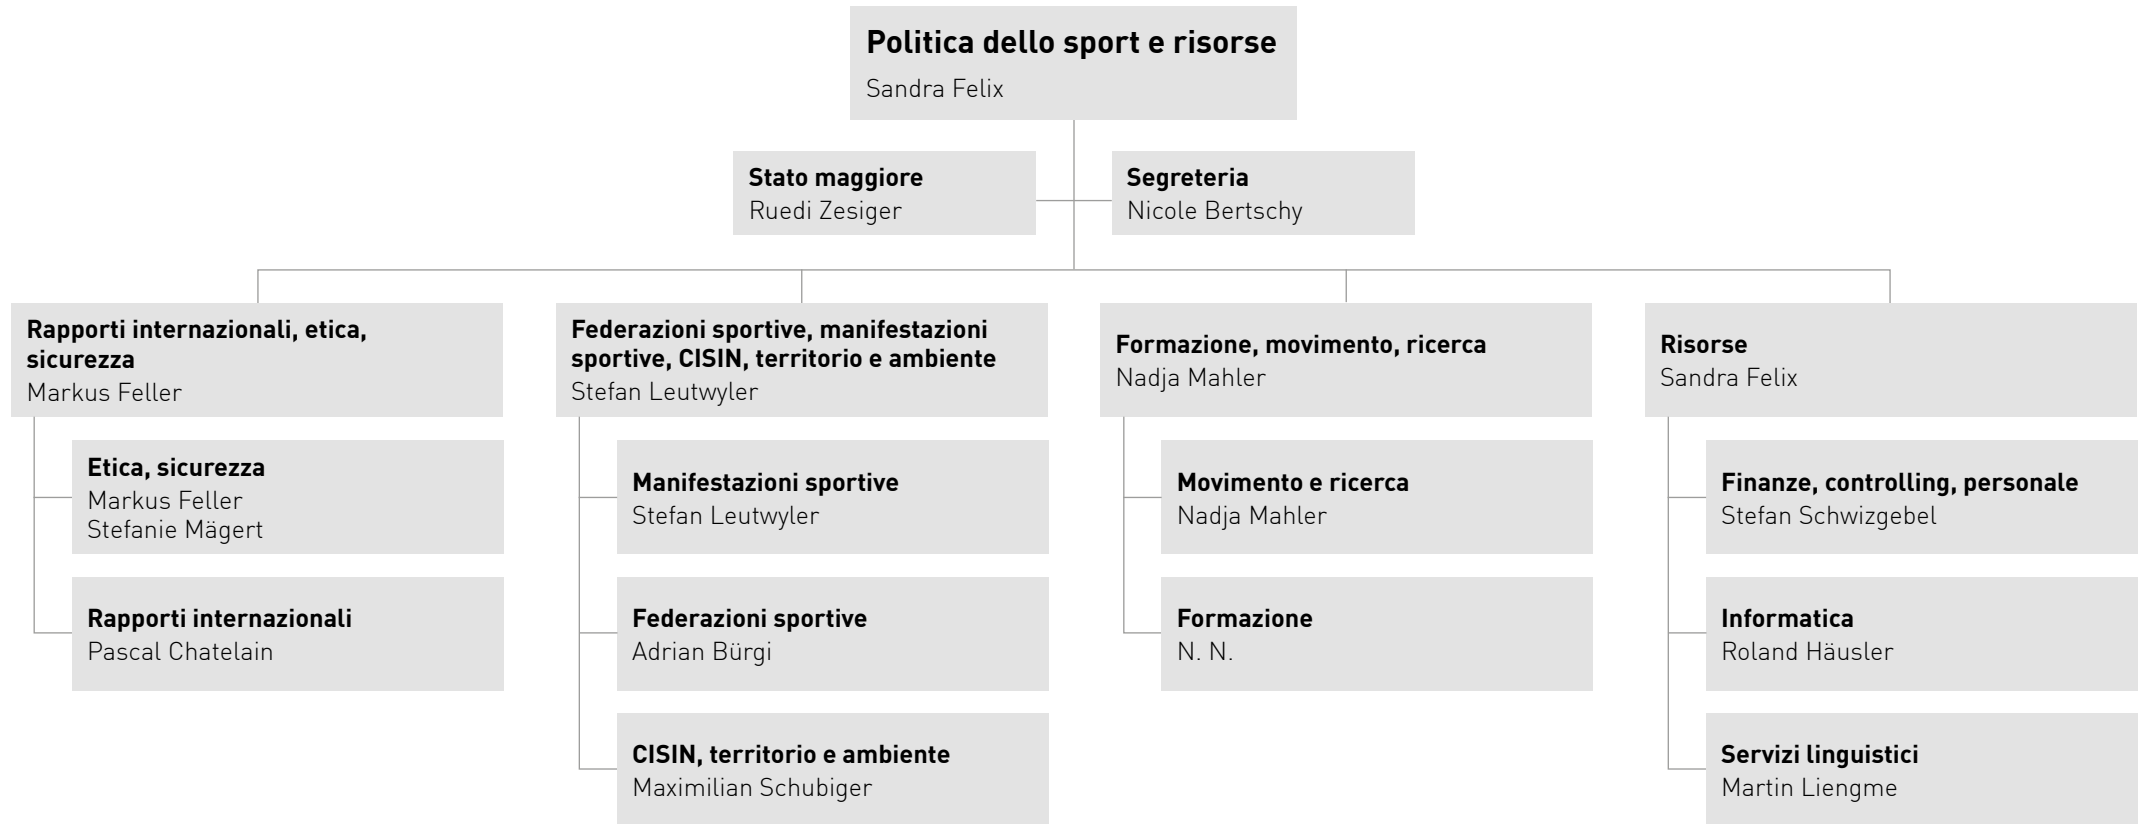 Politica dello sport e risorse
Sandra Felix
Stato maggiore
Ruedi Zesiger
Segreteria
Nicole Bertschy
Rapporti internazionali, etica,
sicurezza
Markus Feller
Etica, sicurezza
Markus Feller
Stefanie Mägert
Rapporti internazionali
Pascal Chatelain
Federazioni sportive, manifestazioni
sportive, CISIN, territorio e ambiente
Stefan Leutwyler
Manifestazioni sportive
Stefan Leutwyler
Federazioni sportive
Adrian Bürgi
CISIN, territorio e ambiente
Maximilian Schubiger
Formazione, movimento, ricerca
Nadja Mahler
Movimento e ricerca
Nadja Mahler
Formazione
N. N.
Risorse
Sandra Felix
Finanze, controlling, personale
Stefan Schwizgebel
Informatica
Roland Häusler
Servizi linguistici
Martin Liengme